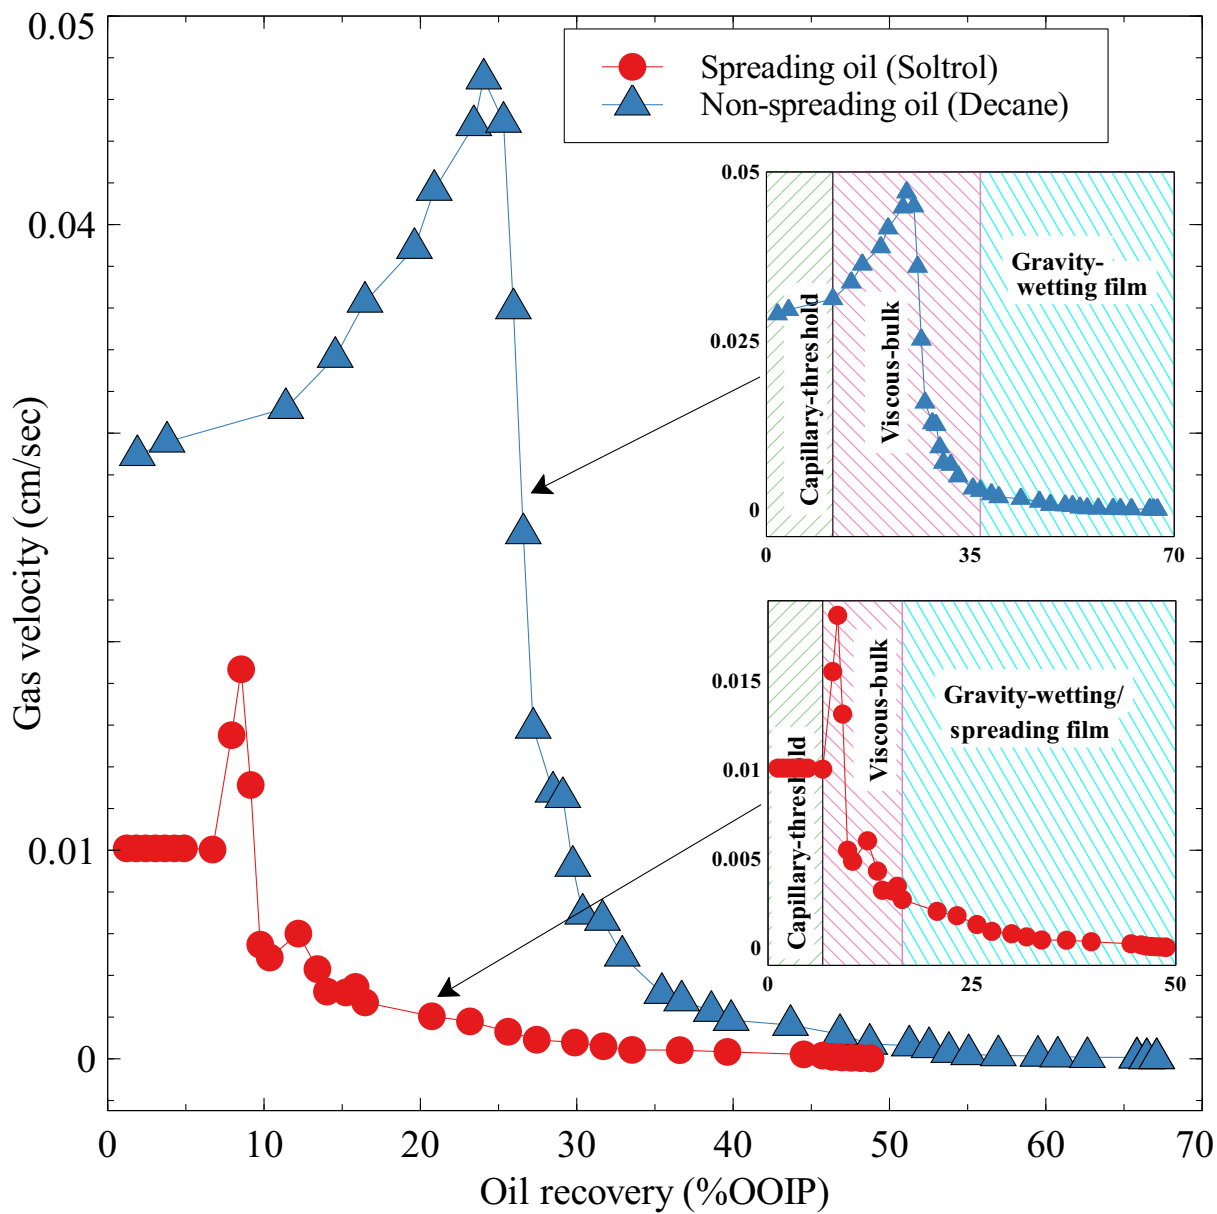 0.05
0.04
0.01
0
Gas velocity (cm/sec)
0
10
20
30
40
50
60
70
Oil recovery (%OOIP)
Spreading oil (Soltrol)
Non-spreading oil (Decane)
0.05
0.025
0
0
35
70
Capillary-threshold
Viscous-bulk
Gravity-
wetting film
0.015
0.01
0.005
0
0
25
50
Capillary-threshold
Viscous-bulk
Gravity-wetting/
spreading film